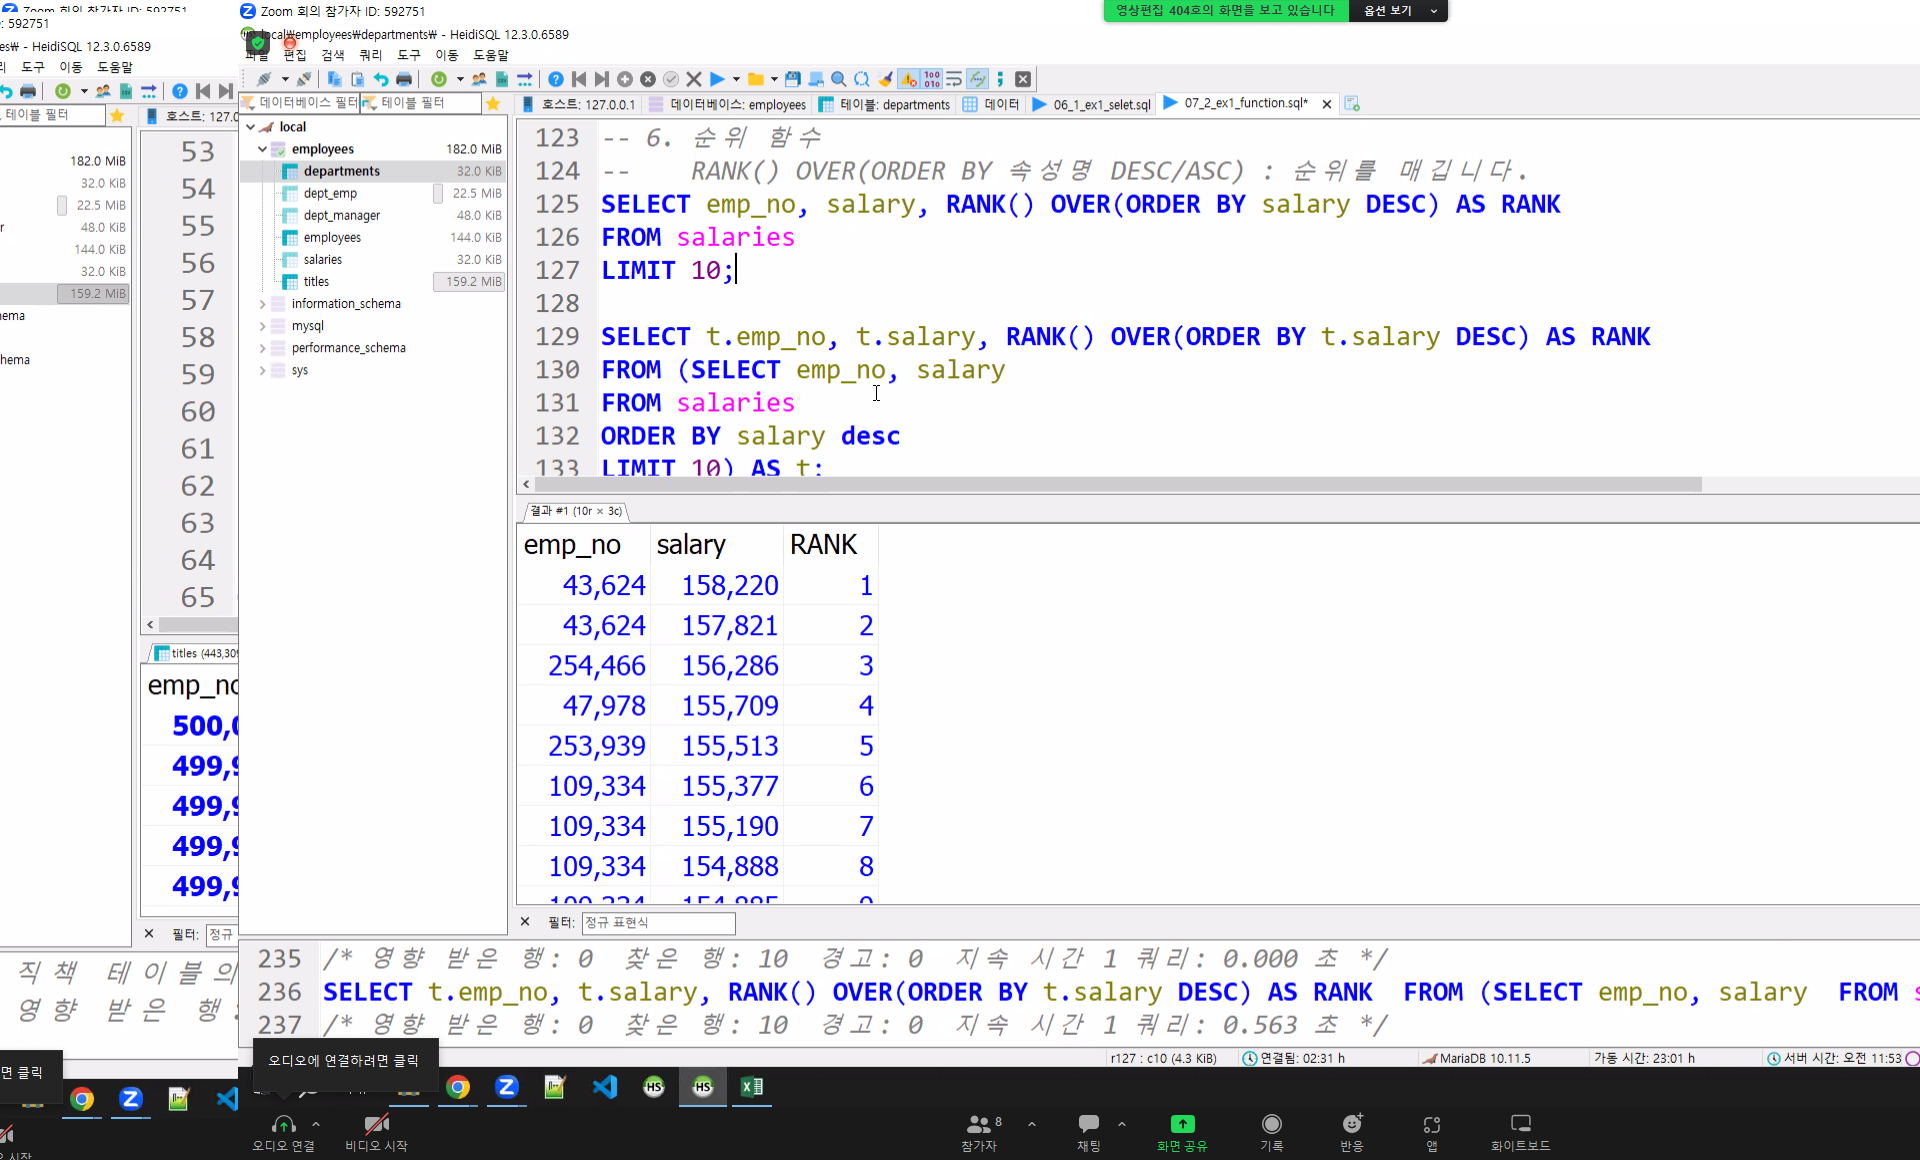 Zoom 회의 참가자 ID: 592751
: 592751
es₩ - HeidiSQL 12.3.0.6589
도구 이동 도움말
테이블 필터
호스트: 127.0
182.0 MiB
32.0 KiB
22.5 MiB
48.0 KiB
144.0 KiB
32.0 KiB
159.2 MiB
ema
hema
53
54
55
56
57
58
59
60
61
62
63
64
65
titles (443,309
emp_no
500,0
499,9
499,9
499,9
499,9
필터: 정규
직책 테이블의
영향 받은 행:
면 클릭
Zoom 회의 참가자 ID: 592751
영상편집 404호의 화면을 보고 있습니다 옵션 보기
local₩employees₩departments₩ - HeidiSQL 12.3.0.6589
파일 편집 검색 쿼리 도구 이동 도움말
데이터베이스 필터 테이블 필터
호스트: 127.0.0.1 데이터베이스: employees 테이블: departments 데이터 06_1_ex1_selet.sql 07_2_ex1_function.sql*
local
employees 182.0 MiB
departments 32.0 KiB
dept_emp 22.5 MiB
dept_manager 48.0 KiB
employees 144.0 KiB
salaries 32.0 KiB
titles 159.2 MiB
information_schema
mysql
performance_schema
sys
123 -- 6. 순위 함수
124 -- RANK() OVER(ORDER BY 속성명 DESC/ASC) : 순위를 매깁니다.
125 SELECT emp_no, salary, RANK() OVER(ORDER BY salary DESC) AS RANK
126 FROM salaries
127 LIMIT 10;
128
129 SELECT t.emp_no, t.salary, RANK() OVER(ORDER BY t.salary DESC) AS RANK
130 FROM (SELECT emp_no, salary
131 FROM salaries
132 ORDER BY salary desc
133 LIMIT 10) AS t;
결과 #1 (10r × 3c)
emp_no salary RANK
43,624 158,220 1
43,624 157,821 2
254,466 156,286 3
47,978 155,709 4
253,939 155,513 5
109,334 155,377 6
109,334 155,190 7
109,334 154,888 8
109,334 154,885 9
필터: 정규 표현식
235 /* 영향 받은 행: 0 찾은 행: 10 경고: 0 지속 시간 1 쿼리: 0.000 초 */
236 SELECT t.emp_no, t.salary, RANK() OVER(ORDER BY t.salary DESC) AS RANK FROM (SELECT emp_no, salary FROM s
237 /* 영향 받은 행: 0 찾은 행: 10 경고: 0 지속 시간 1 쿼리: 0.563 초 */
오디오에 연결하려면 클릭
r127 : c10 (4.3 KiB) 연결됨: 02:31 h MariaDB 10.11.5 가동 시간: 23:01 h 서버 시간: 오전 11:53
오디오 연결 비디오 시작 참가자 8 채팅 화면 공유 기록 반응 앱 화이트보드